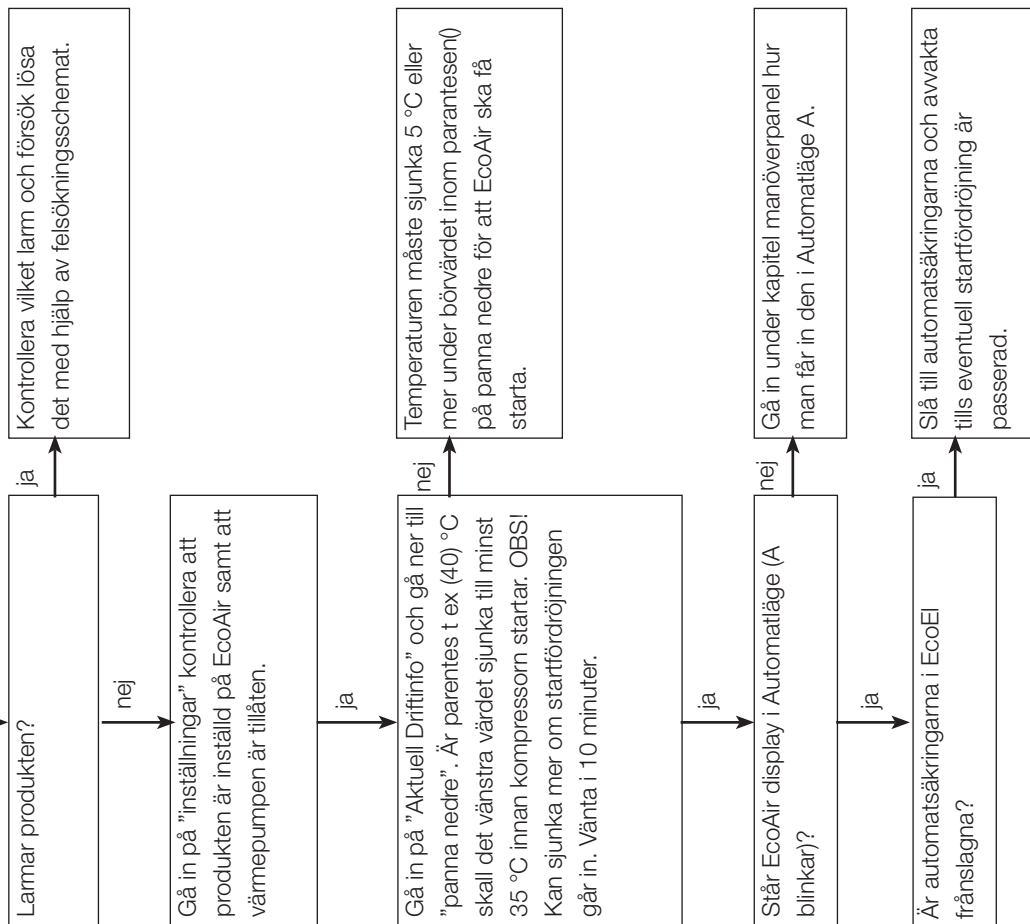 Larmar produkten?
ja
Kontrollera vilket larm och försök lösa
det med hjälp av felsökningsschemat.
nej
Gå in på ”inställningar” kontrollera att
produkten är inställd på EcoAir samt att
värmepumpen är tillåten.
ja
Gå in på ”Aktuell Driftinfo” och gå ner till
”panna nedre”. Är parentes t ex (40) °C
skall det vänstra värdet sjunka till minst
35 °C innan kompressorn startar. OBS!
Kan sjunka mer om startfördröjningen
går in. Vänta i 10 minuter.
nej
Temperaturen måste sjunka 5 °C eller
mer under börvärdet inom parantesen()
på panna nedre för att EcoAir ska få
starta.
ja
Står EcoAir display i Automatläge (A
blinkar)?
nej
Gå in under kapitel manöverpanel hur
man får in den i Automatläge A.
ja
Är automatsäkringarna i EcoEl
frånslagna?
ja
Slå till automatsäkringarna och avvakta
tills eventuell startfördröjning är
passerad.